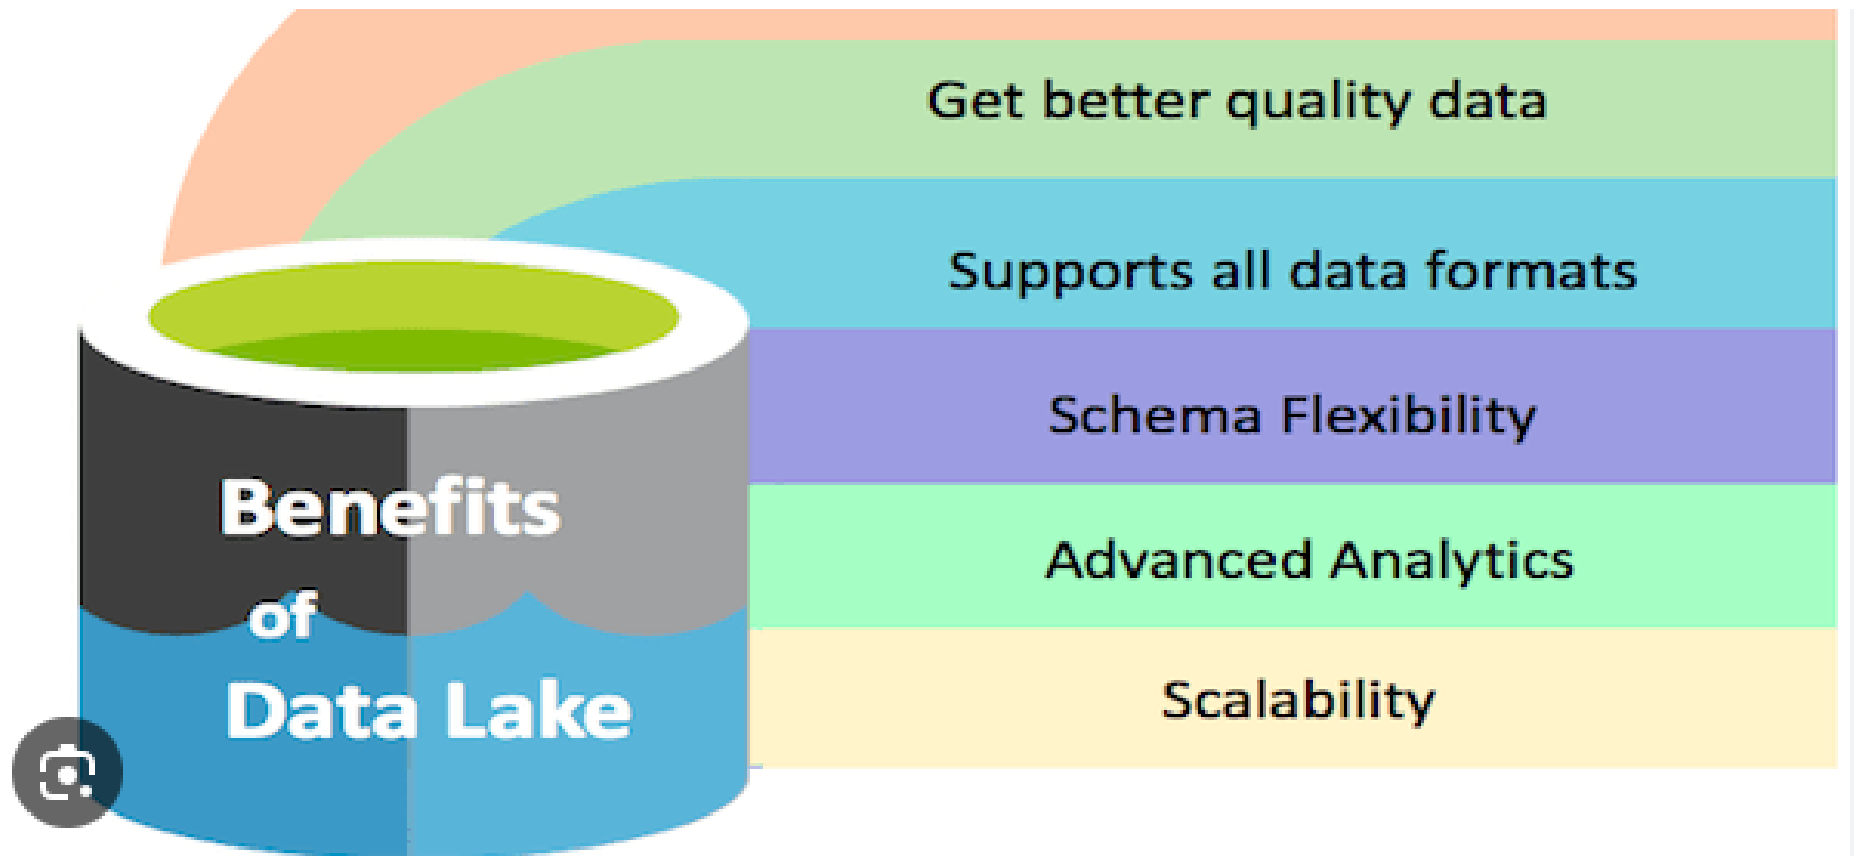 Get better quality data
Supports all data formats
Schema Flexibility
Advanced Analytics
Scalability
Benefits
of
Data Lake